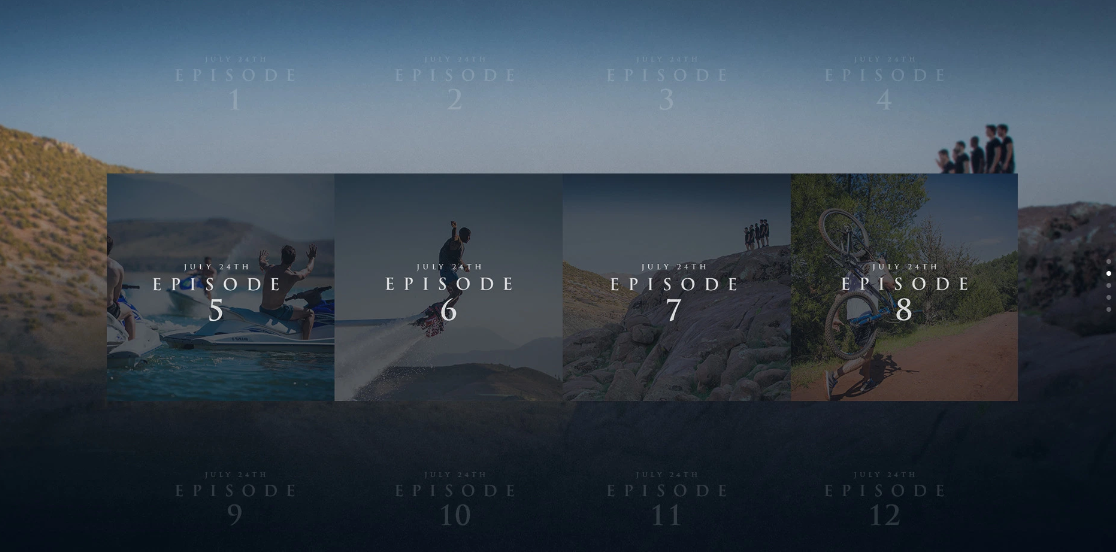 JULY 24TH
EPISODE
1
JULY 24TH
EPISODE
2
JULY 24TH
EPISODE
3
JULY 24TH
EPISODE
4
JULY 24TH
EPISODE
5
JULY 24TH
EPISODE
6
JULY 24TH
EPISODE
7
JULY 24TH
EPISODE
8
JULY 24TH
EPISODE
9
JULY 24TH
EPISODE
10
JULY 24TH
EPISODE
11
JULY 24TH
EPISODE
12